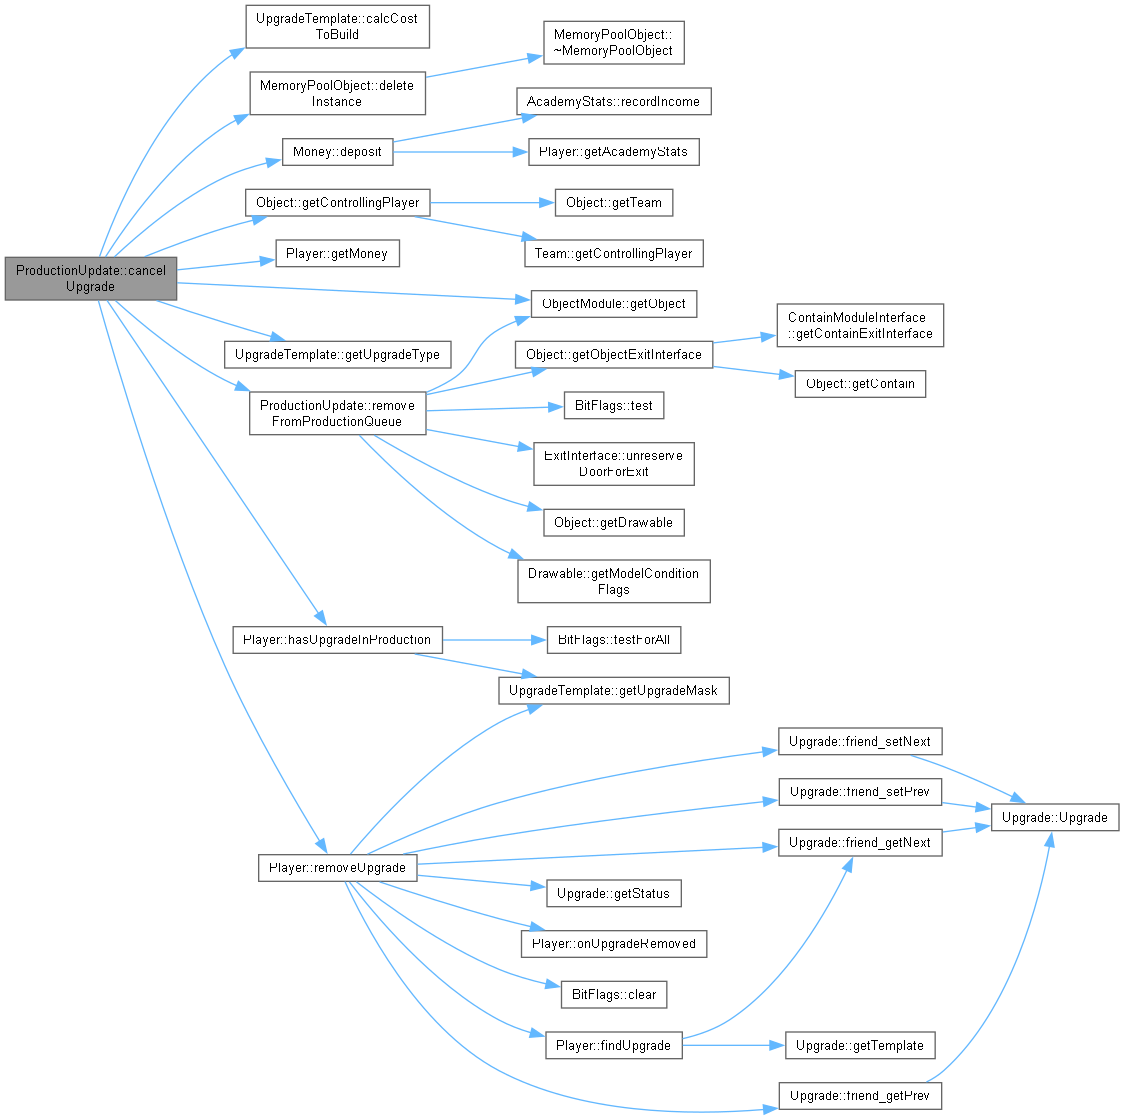 UpgradeTemplate::calcCost
ToBuild
MemoryPoolObject::
~MemoryPoolObject
MemoryPoolObject::delete
Instance
AcademyStats::recordIncome
Money::deposit
Player::getAcademyStats
Object::getControllingPlayer
Object::getTeam
Player::getMoney
Team::getControllingPlayer
ProductionUpdate::cancel
Upgrade
ObjectModule::getObject
ContainModuleInterface
::getContainExitInterface
UpgradeTemplate::getUpgradeType
Object::getObjectExitInterface
Object::getContain
ProductionUpdate::remove
FromProductionQueue
BitFlags::test
ExitInterface::unreserve
DoorForExit
Object::getDrawable
Drawable::getModelCondition
Flags
Player::hasUpgradeInProduction
BitFlags::testForAll
UpgradeTemplate::getUpgradeMask
Upgrade::friend_setNext
Upgrade::friend_setPrev
Upgrade::Upgrade
Upgrade::friend_getNext
Player::removeUpgrade
Upgrade::getStatus
Player::onUpgradeRemoved
BitFlags::clear
Player::findUpgrade
Upgrade::getTemplate
Upgrade::friend_getPrev